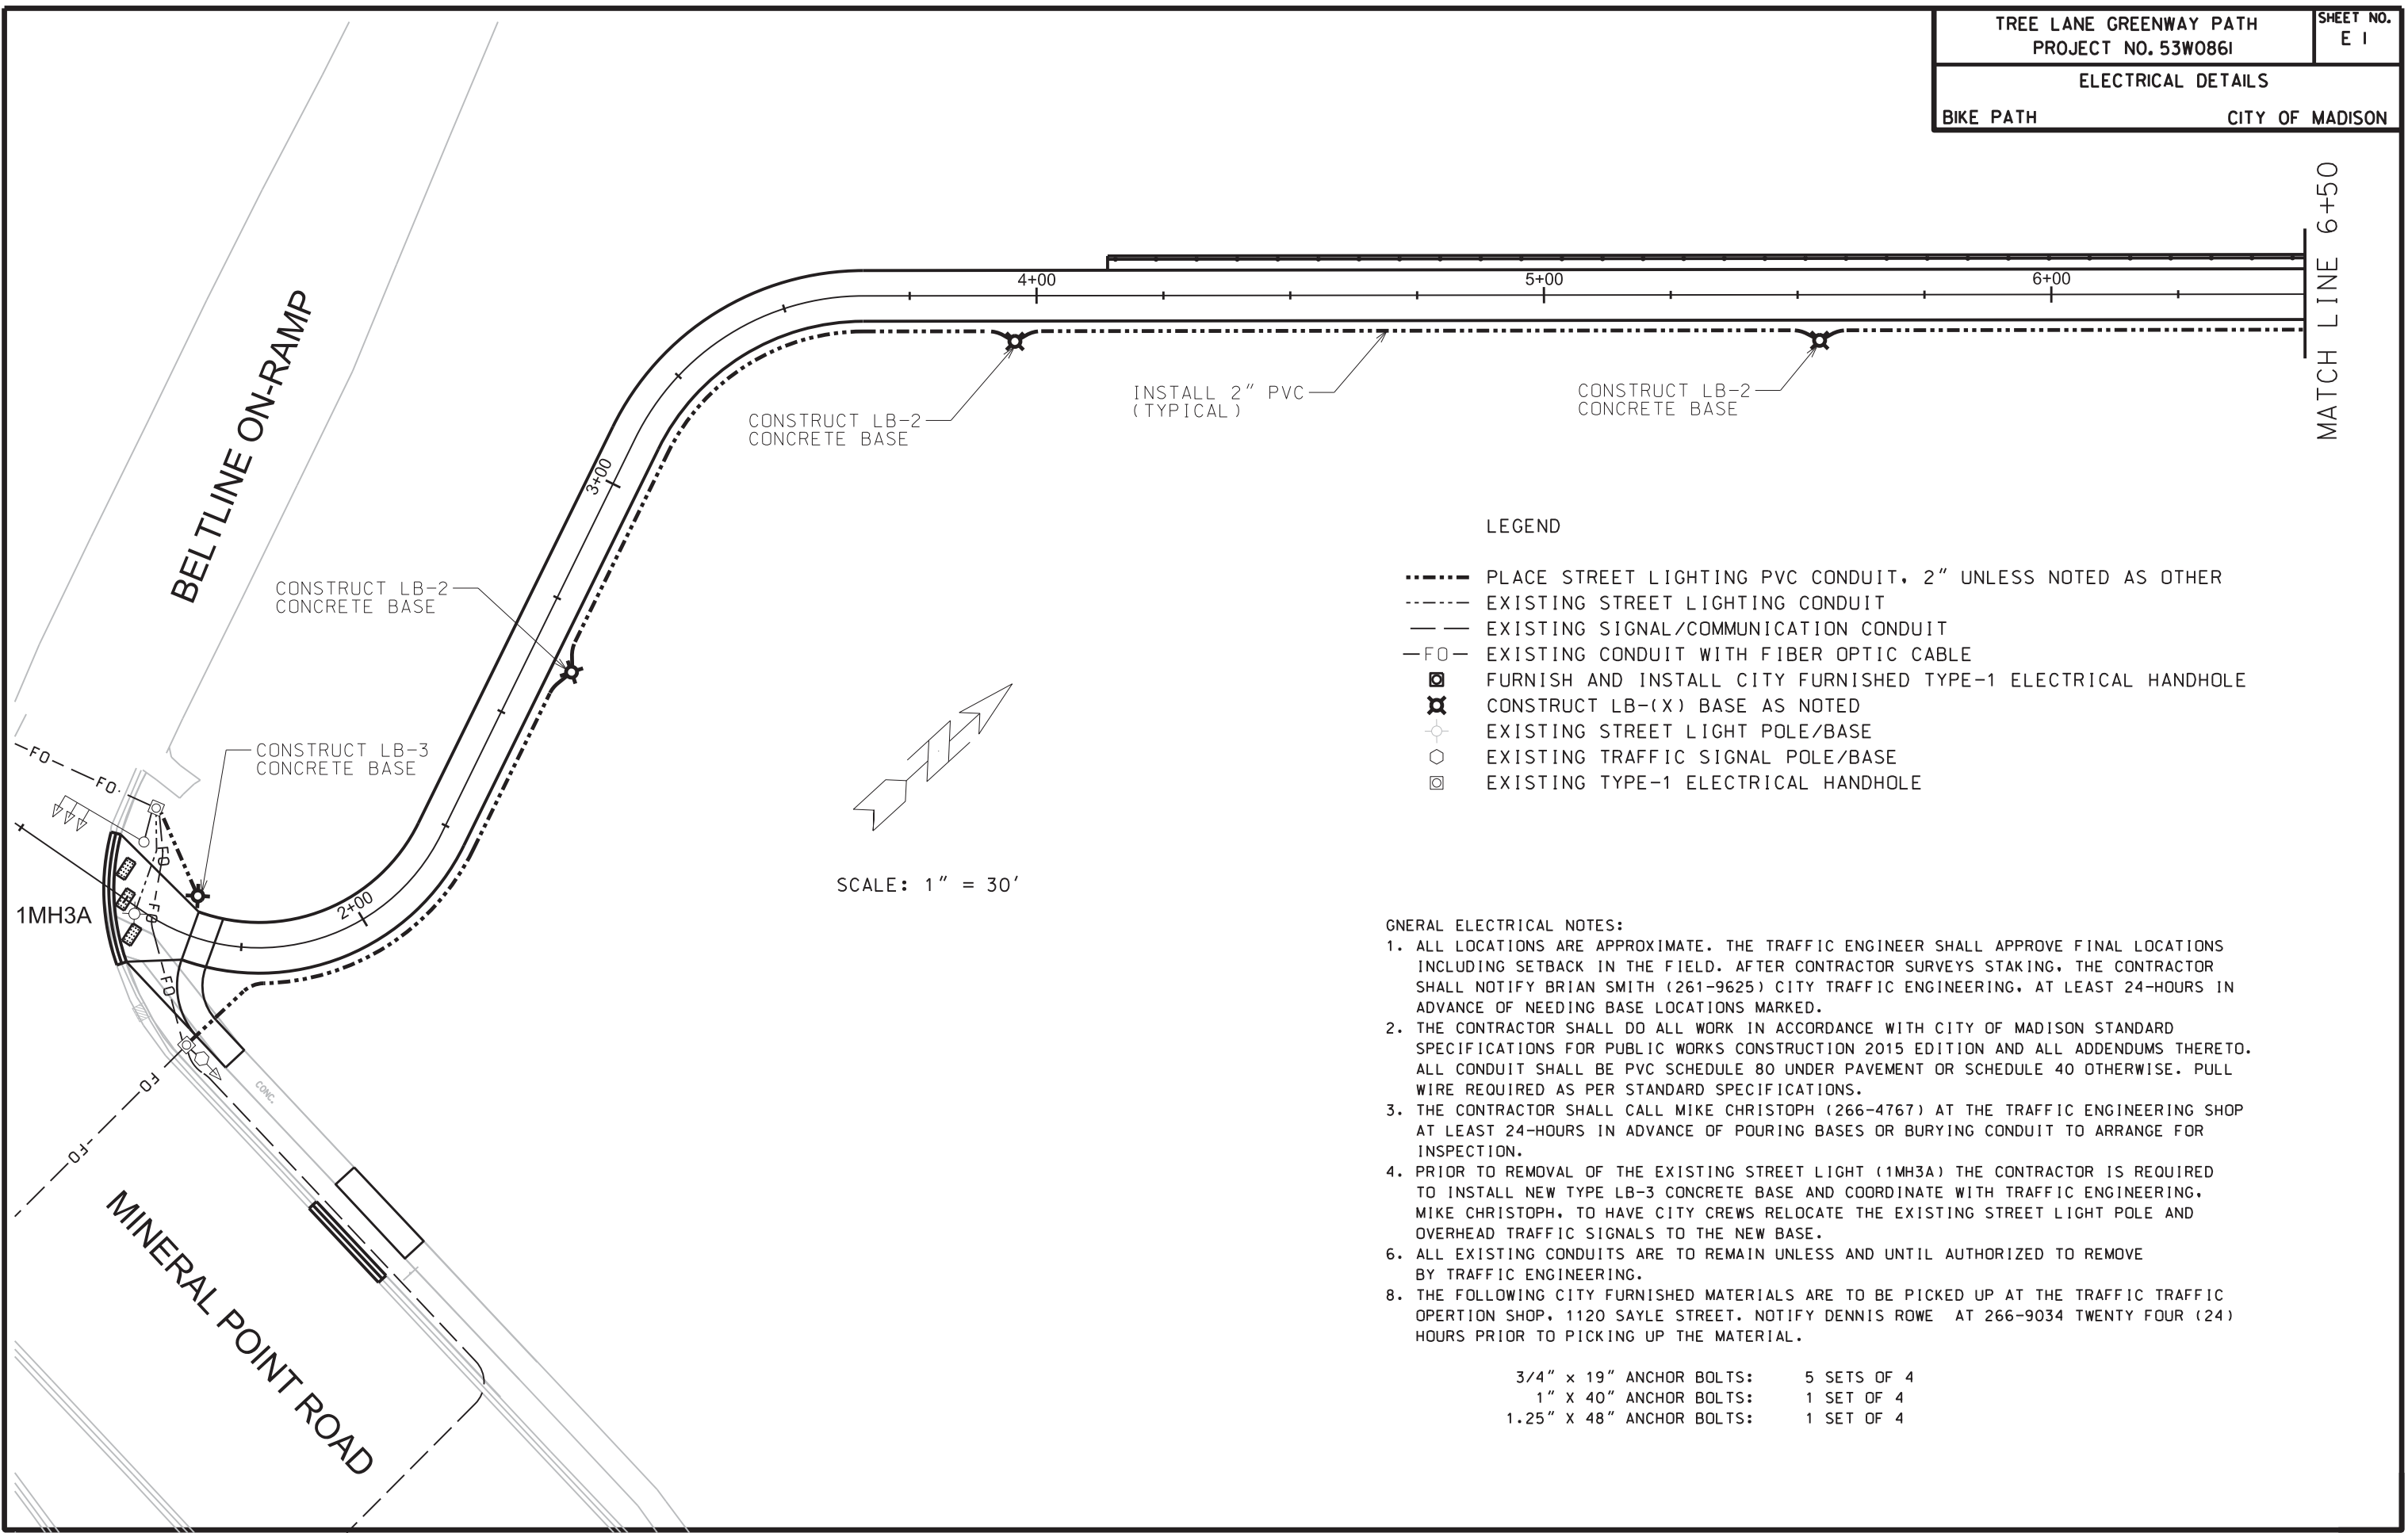 TREE LANE GREENWAY PATH
PROJECT NO. 53W0861
SHEET NO.
E 1
ELECTRICAL DETAILS
BIKE PATH CITY OF MADISON
MATCH LINE 6+50
4+00
5+00
6+00
3+00
2+00
BELTLINE ON-RAMP
CONSTRUCT LB-2
CONCRETE BASE
INSTALL 2" PVC
(TYPICAL)
CONSTRUCT LB-2
CONCRETE BASE
CONSTRUCT LB-2
CONCRETE BASE
CONSTRUCT LB-3
CONCRETE BASE
FO
FO
FO
FO
FO
FO
FO
1MH3A
CONC.
MINERAL POINT ROAD
SCALE: 1" = 30'
LEGEND
PLACE STREET LIGHTING PVC CONDUIT, 2" UNLESS NOTED AS OTHER
EXISTING STREET LIGHTING CONDUIT
EXISTING SIGNAL/COMMUNICATION CONDUIT
FO EXISTING CONDUIT WITH FIBER OPTIC CABLE
FURNISH AND INSTALL CITY FURNISHED TYPE-1 ELECTRICAL HANDHOLE
CONSTRUCT LB-(X) BASE AS NOTED
EXISTING STREET LIGHT POLE/BASE
EXISTING TRAFFIC SIGNAL POLE/BASE
EXISTING TYPE-1 ELECTRICAL HANDHOLE
GNERAL ELECTRICAL NOTES:
1. ALL LOCATIONS ARE APPROXIMATE. THE TRAFFIC ENGINEER SHALL APPROVE FINAL LOCATIONS
INCLUDING SETBACK IN THE FIELD. AFTER CONTRACTOR SURVEYS STAKING, THE CONTRACTOR
SHALL NOTIFY BRIAN SMITH (261-9625) CITY TRAFFIC ENGINEERING, AT LEAST 24-HOURS IN
ADVANCE OF NEEDING BASE LOCATIONS MARKED.
2. THE CONTRACTOR SHALL DO ALL WORK IN ACCORDANCE WITH CITY OF MADISON STANDARD
SPECIFICATIONS FOR PUBLIC WORKS CONSTRUCTION 2015 EDITION AND ALL ADDENDUMS THERETO.
ALL CONDUIT SHALL BE PVC SCHEDULE 80 UNDER PAVEMENT OR SCHEDULE 40 OTHERWISE. PULL
WIRE REQUIRED AS PER STANDARD SPECIFICATIONS.
3. THE CONTRACTOR SHALL CALL MIKE CHRISTOPH (266-4767) AT THE TRAFFIC ENGINEERING SHOP
AT LEAST 24-HOURS IN ADVANCE OF POURING BASES OR BURYING CONDUIT TO ARRANGE FOR
INSPECTION.
4. PRIOR TO REMOVAL OF THE EXISTING STREET LIGHT (1MH3A) THE CONTRACTOR IS REQUIRED
TO INSTALL NEW TYPE LB-3 CONCRETE BASE AND COORDINATE WITH TRAFFIC ENGINEERING,
MIKE CHRISTOPH, TO HAVE CITY CREWS RELOCATE THE EXISTING STREET LIGHT POLE AND
OVERHEAD TRAFFIC SIGNALS TO THE NEW BASE.
6. ALL EXISTING CONDUITS ARE TO REMAIN UNLESS AND UNTIL AUTHORIZED TO REMOVE
BY TRAFFIC ENGINEERING.
8. THE FOLLOWING CITY FURNISHED MATERIALS ARE TO BE PICKED UP AT THE TRAFFIC TRAFFIC
OPERTION SHOP, 1120 SAYLE STREET. NOTIFY DENNIS ROWE AT 266-9034 TWENTY FOUR (24)
HOURS PRIOR TO PICKING UP THE MATERIAL.
3/4" x 19" ANCHOR BOLTS: 5 SETS OF 4
1" X 40" ANCHOR BOLTS: 1 SET OF 4
1.25" X 48" ANCHOR BOLTS: 1 SET OF 4